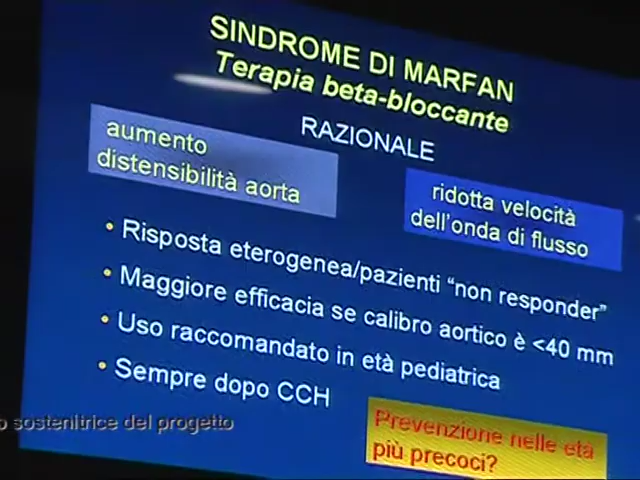 SINDROME DI MARFAN
Terapia beta-bloccante
RAZIONALE
aumento
distensibilità aorta
ridotta velocità
dell'onda di flusso
• Risposta eterogenea/pazienti "non responder"
• Maggiore efficacia se calibro aortico è <40 mm
• Uso raccomandato in età pediatrica
• Sempre dopo CCH
o sostenitrice del progetto
Prevenzione nelle età
più precoci?